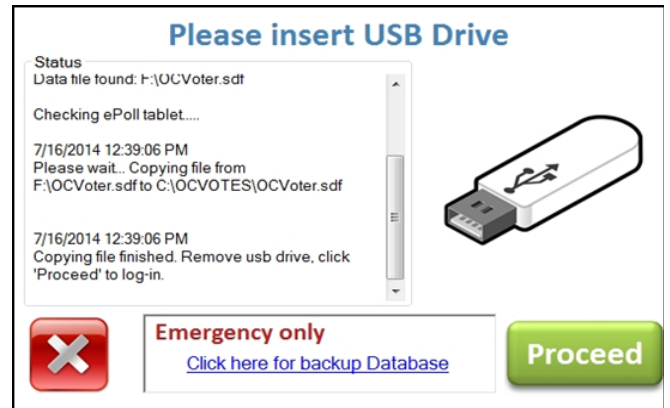 Please insert USB Drive
Status
Data file found: F:\OCVoter.sdf
Checking ePoll tablet.....
7/16/2014 12:39:06 PM
Please wait... Copying file from
F:\OCVoter.sdf to C:\OCVOTES\OCVoter.sdf
7/16/2014 12:39:06 PM
Copying file finished. Remove usb drive, click
'Proceed' to log-in.
Emergency only
Click here for backup Database
Proceed